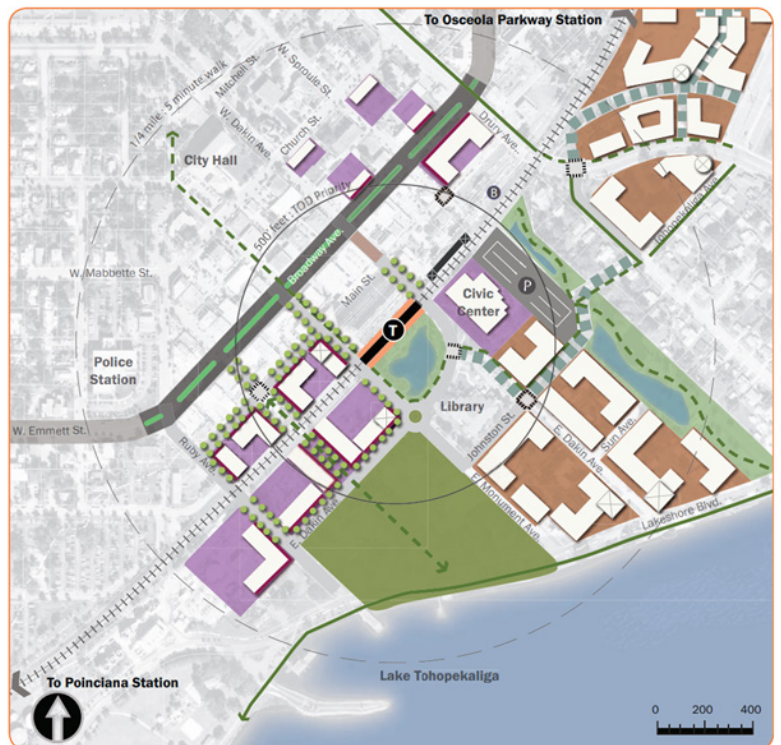 To Osceola Parkway Station
1/4 mile: 5 minute walk
Mitchell St.
W. Sproule St.
W. Dakin Ave.
Church St.
City Hall
Drury Ave.
500 feet: TOD Priority
B
Broadway Ave.
W. Mabbette St.
Main St.
P
Civic
Center
T
Police
Station
Library
W. Emmett St.
Ruby Ave.
Johnston St.
E. Dakin Ave.
Sun Ave.
E. Monument Ave.
Lakeshore Blvd.
E. Dakin Ave.
Lake Tohopekaliga
To Poinciana Station
0 200 400